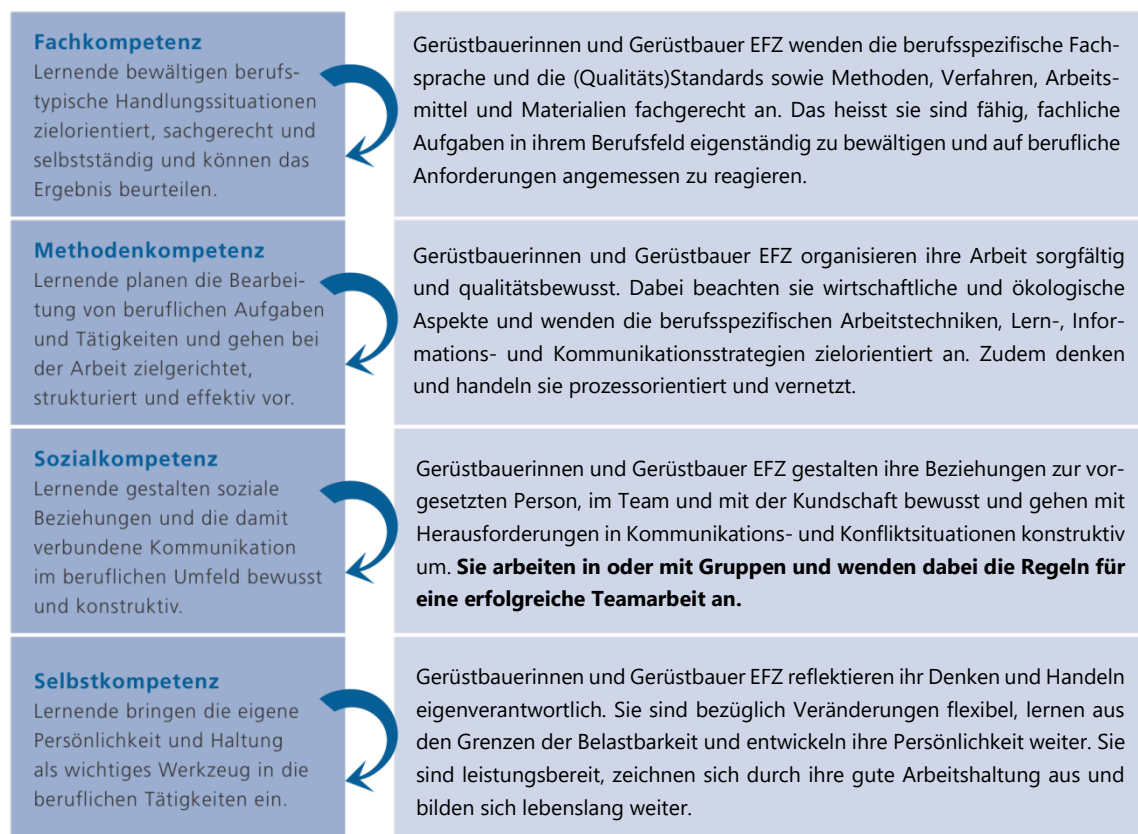 Fachkompetenz
Lernende bewältigen berufs-
typische Handlungssituationen
zielorientiert, sachgerecht und
selbstständig und können das
Ergebnis beurteilen.
Gerüstbauerinnen und Gerüstbauer EFZ wenden die berufsspezifische Fach-
sprache und die (Qualitäts)Standards sowie Methoden, Verfahren, Arbeits-
mittel und Materialien fachgerecht an. Das heisst sie sind fähig, fachliche
Aufgaben in ihrem Berufsfeld eigenständig zu bewältigen und auf berufliche
Anforderungen angemessen zu reagieren.
Methodenkompetenz
Lernende planen die Bearbei-
tung von beruflichen Aufgaben
und Tätigkeiten und gehen bei
der Arbeit zielgerichtet,
strukturiert und effektiv vor.
Gerüstbauerinnen und Gerüstbauer EFZ organisieren ihre Arbeit sorgfältig
und qualitätsbewusst. Dabei beachten sie wirtschaftliche und ökologische
Aspekte und wenden die berufsspezifischen Arbeitstechniken, Lern-, Infor-
mations- und Kommunikationsstrategien zielorientiert an. Zudem denken
und handeln sie prozessorientiert und vernetzt.
Sozialkompetenz
Lernende gestalten soziale
Beziehungen und die damit
verbundene Kommunikation
im beruflichen Umfeld bewusst
und konstruktiv.
Gerüstbauerinnen und Gerüstbauer EFZ gestalten ihre Beziehungen zur vor-
gesetzten Person, im Team und mit der Kundschaft bewusst und gehen mit
Herausforderungen in Kommunikations- und Konfliktsituationen konstruktiv
um. Sie arbeiten in oder mit Gruppen und wenden dabei die Regeln für
eine erfolgreiche Teamarbeit an.
Selbstkompetenz
Lernende bringen die eigene
Persönlichkeit und Haltung
als wichtiges Werkzeug in die
beruflichen Tätigkeiten ein.
Gerüstbauerinnen und Gerüstbauer EFZ reflektieren ihr Denken und Handeln
eigenverantwortlich. Sie sind bezüglich Veränderungen flexibel, lernen aus
den Grenzen der Belastbarkeit und entwickeln ihre Persönlichkeit weiter. Sie
sind leistungsbereit, zeichnen sich durch ihre gute Arbeitshaltung aus und
bilden sich lebenslang weiter.